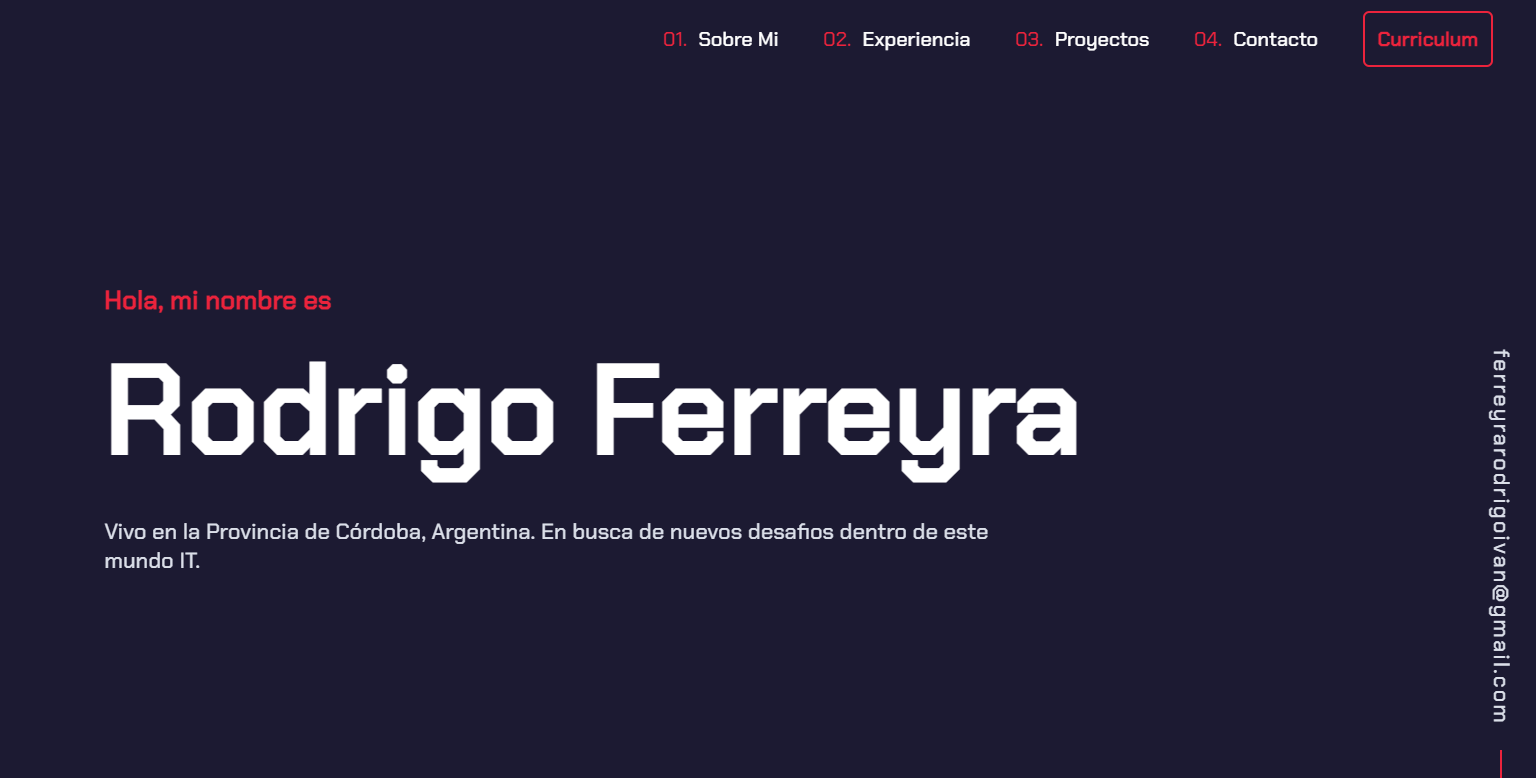 01. Sobre Mi 02. Experiencia 03. Proyectos 04. Contacto Curriculum
Hola, mi nombre es
Rodrigo Ferreyra
Vivo en la Provincia de Córdoba, Argentina. En busca de nuevos desafios dentro de este
mundo IT.
ferreyrarodrigoivan@gmail.com